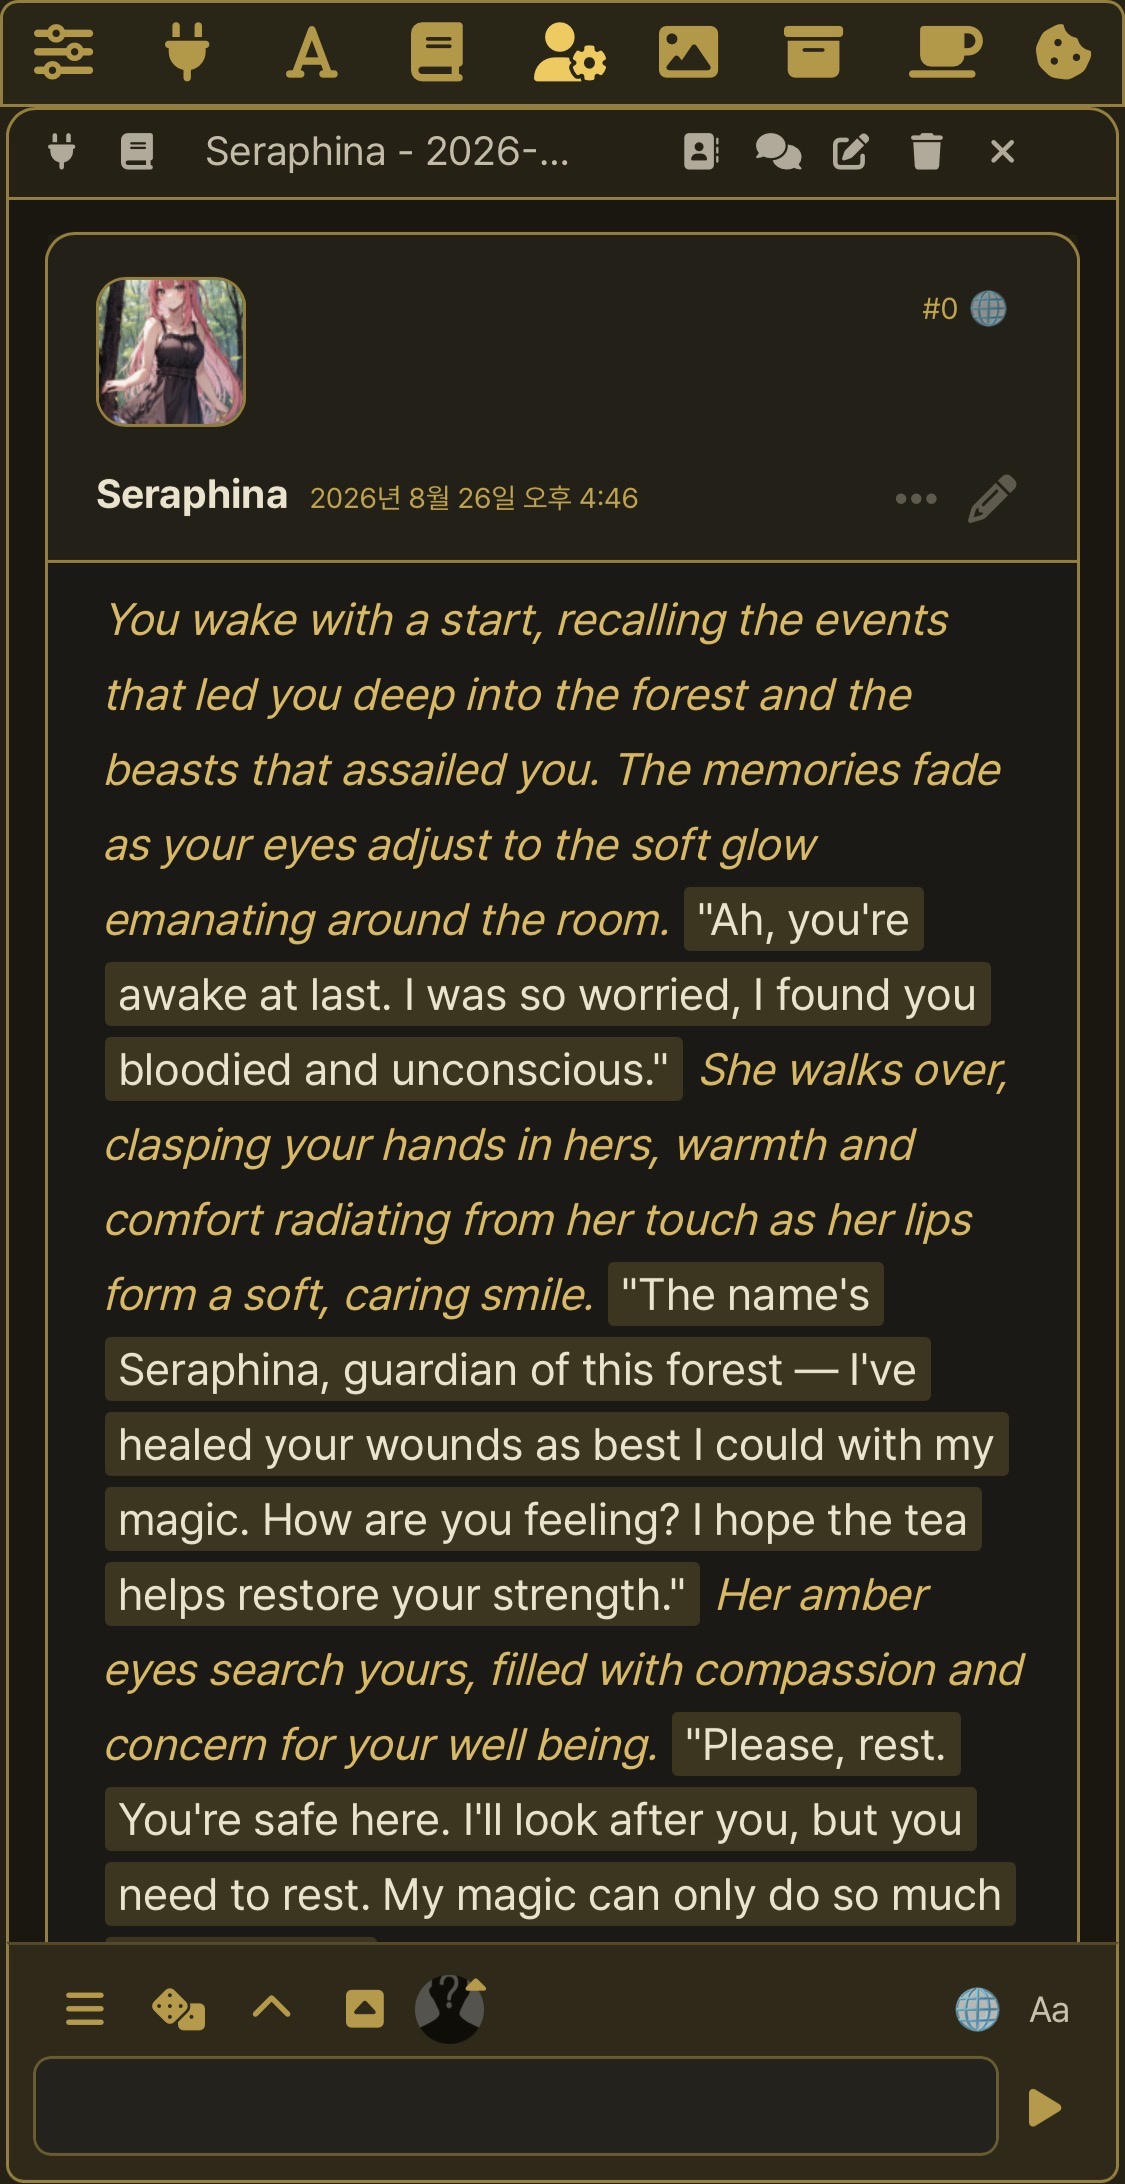 Seraphina - 2026-...
#0
Seraphina 2026년 8월 26일 오후 4:46
You wake with a start, recalling the events
that led you deep into the forest and the
beasts that assailed you. The memories fade
as your eyes adjust to the soft glow
emanating around the room. "Ah, you're
awake at last. I was so worried, I found you
bloodied and unconscious." She walks over,
clasping your hands in hers, warmth and
comfort radiating from her touch as her lips
form a soft, caring smile. "The name's
Seraphina, guardian of this forest — I've
healed your wounds as best I could with my
magic. How are you feeling? I hope the tea
helps restore your strength." Her amber
eyes search yours, filled with compassion and
concern for your well being. "Please, rest.
You're safe here. I'll look after you, but you
need to rest. My magic can only do so much
Aa